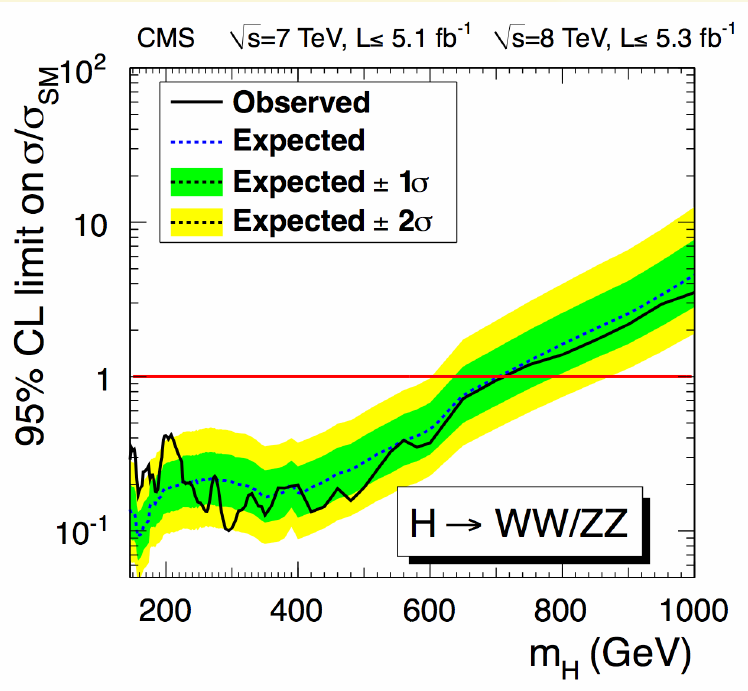 CMS √s=7 TeV, L≤ 5.1 fb⁻¹ √s=8 TeV, L≤ 5.3 fb⁻¹
95% CL limit on σ/σSM
10²
10
1
10⁻¹
Observed
Expected
Expected ± 1σ
Expected ± 2σ
H → WW/ZZ
200 400 600 800 1000
mH (GeV)